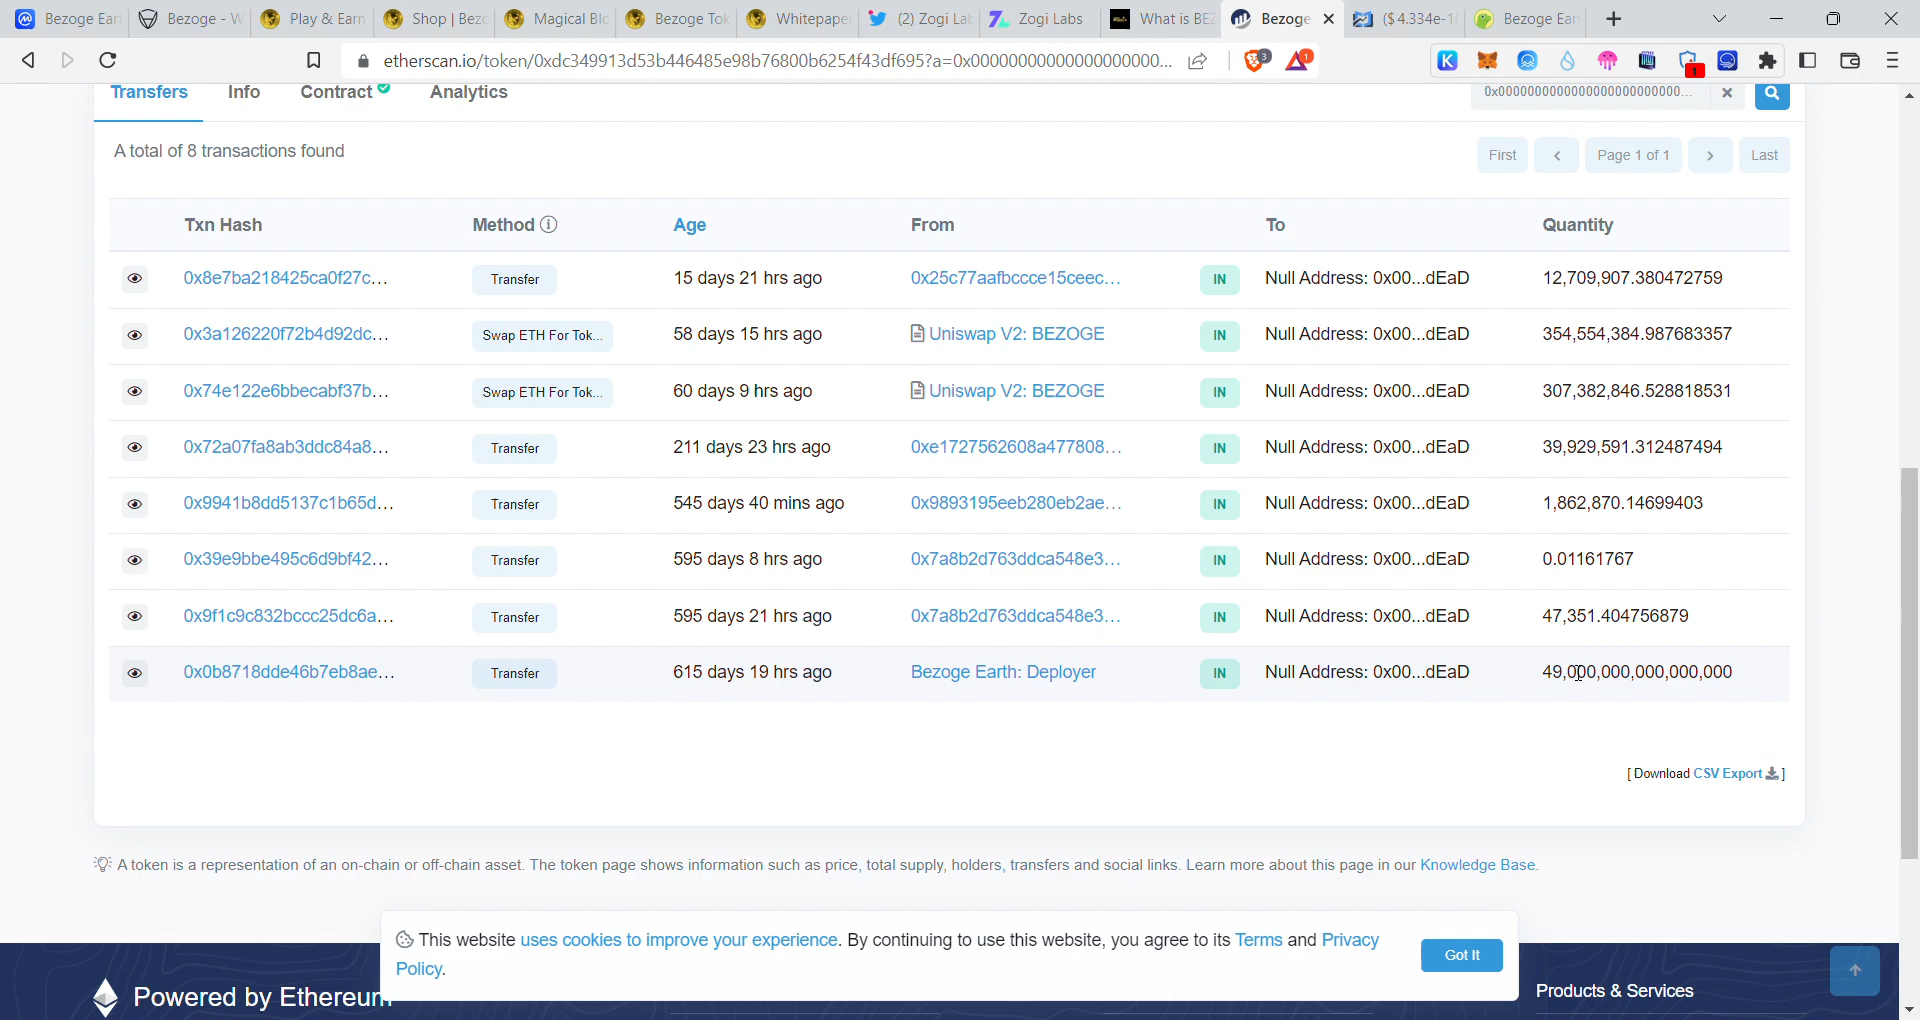 Bezoge Ear
Bezoge - W
Play & Earn
Shop | Bezo
Magical Blo
Bezoge Tok
Whitepape
(2) Zogi Lab
Zogi Labs
What is BEZ
Bezoge
($4.334e-1
Bezoge Ear
etherscan.io/token/0xdc349913d53b446485e98b76800b6254f43df695?a=0x00000000000000000000...
3
1
Transfers Info Contract Analytics
0x0000000000000000000000...
A total of 8 transactions found
First Page 1 of 1 Last
Txn Hash Method Age From To Quantity
0x8e7ba218425ca0f27c... Transfer 15 days 21 hrs ago 0x25c77aafbccce15ceec... IN Null Address: 0x00...dEaD 12,709,907.380472759
0x3a126220f72b4d92dc... Swap ETH For Tok... 58 days 15 hrs ago Uniswap V2: BEZOGE IN Null Address: 0x00...dEaD 354,554,384.987683357
0x74e122e6bbecabf37b... Swap ETH For Tok... 60 days 9 hrs ago Uniswap V2: BEZOGE IN Null Address: 0x00...dEaD 307,382,846.528818531
0x72a07fa8ab3ddc84a8... Transfer 211 days 23 hrs ago 0xe1727562608a477808... IN Null Address: 0x00...dEaD 39,929,591.312487494
0x9941b8dd5137c1b65d... Transfer 545 days 40 mins ago 0x9893195eeb280eb2ae... IN Null Address: 0x00...dEaD 1,862,870.14699403
0x39e9bbe495c6d9bf42... Transfer 595 days 8 hrs ago 0x7a8b2d763ddca548e3... IN Null Address: 0x00...dEaD 0.01161767
0x9f1c9c832bccc25dc6a... Transfer 595 days 21 hrs ago 0x7a8b2d763ddca548e3... IN Null Address: 0x00...dEaD 47,351.404756879
0x0b8718dde46b7eb8ae... Transfer 615 days 19 hrs ago Bezoge Earth: Deployer IN Null Address: 0x00...dEaD 49,000,000,000,000,000
[ Download CSV Export ]
A token is a representation of an on-chain or off-chain asset. The token page shows information such as price, total supply, holders, transfers and social links. Learn more about this page in our Knowledge Base.
This website uses cookies to improve your experience. By continuing to use this website, you agree to its Terms and Privacy
Policy.
Got It
Powered by Ethereum
Products & Services